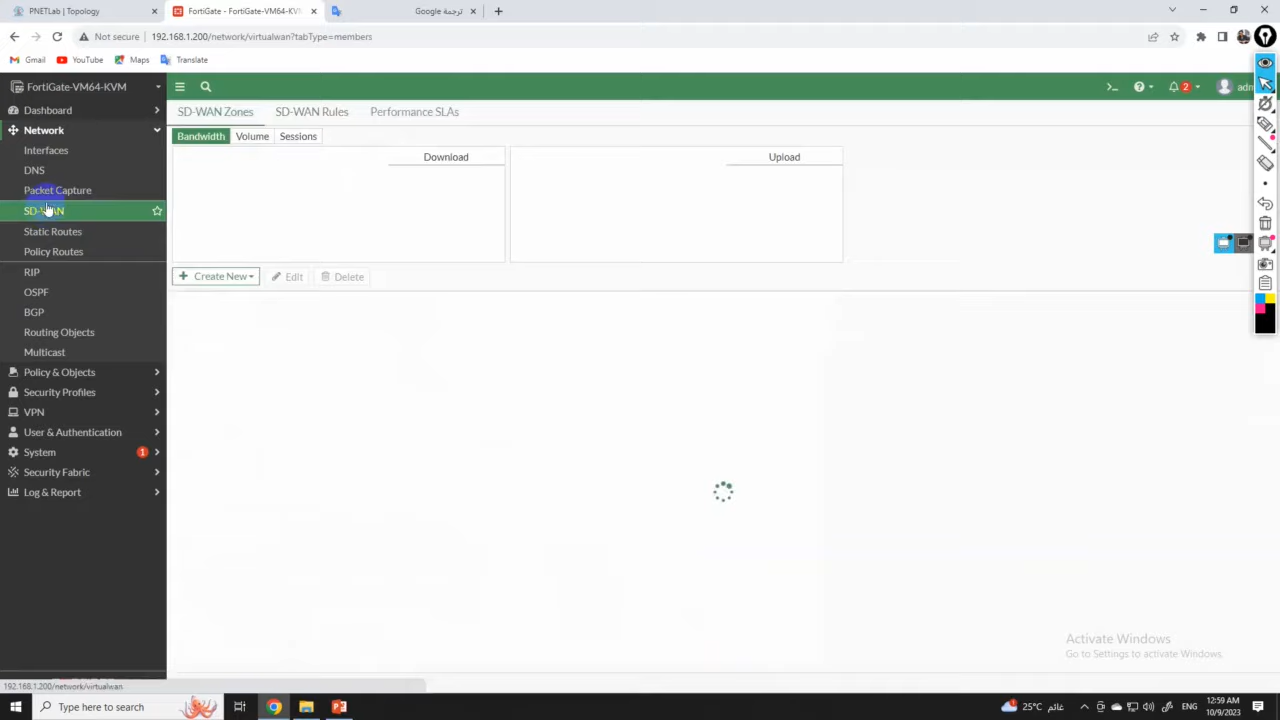 PNETLab | Topology
FortiGate - FortiGate-VM64-KVM
Google ترجمة
Not secure
192.168.1.200/network/virtualwan?tabType=members
Gmail
YouTube
Maps
Translate
FortiGate-VM64-KVM
2
adm
Dashboard
Network
Interfaces
DNS
Packet Capture
SD-WAN
Static Routes
Policy Routes
RIP
OSPF
BGP
Routing Objects
Multicast
Policy & Objects
Security Profiles
VPN
User & Authentication
System
1
Security Fabric
Log & Report
SD-WAN Zones
SD-WAN Rules
Performance SLAs
Bandwidth
Volume
Sessions
Download
Upload
+ Create New
Edit
Delete
Activate Windows
Go to Settings to activate Windows.
192.168.1.200/network/virtualwan
Type here to search
25°C غائم
ENG
12:59 AM
10/9/2023